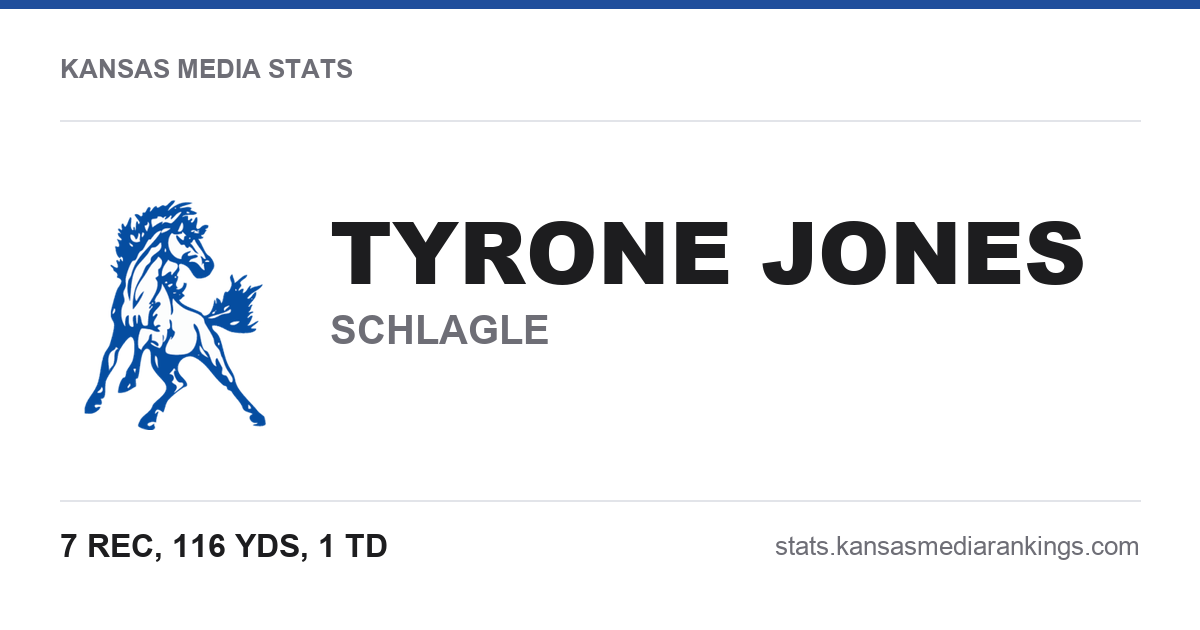 KANSAS MEDIA STATS
TYRONE JONES
SCHLAGLE
7 REC, 116 YDS, 1 TD
stats.kansasmediarankings.com